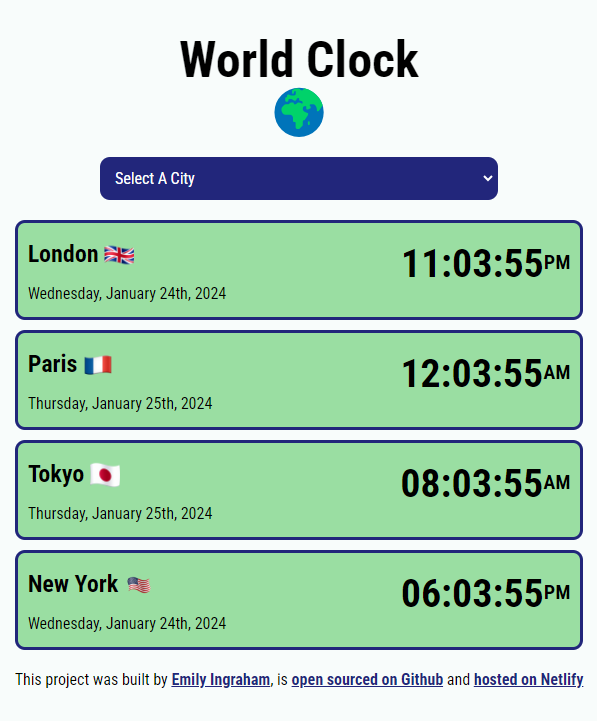 World Clock
Select A City
London
11:03:55PM
Wednesday, January 24th, 2024
Paris
12:03:55AM
Thursday, January 25th, 2024
Tokyo
08:03:55AM
Thursday, January 25th, 2024
New York
06:03:55PM
Wednesday, January 24th, 2024
This project was built by Emily Ingraham, is open sourced on Github and hosted on Netlify